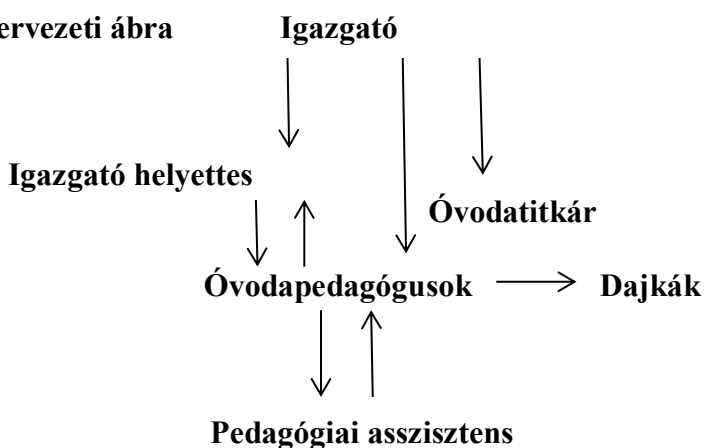 ervezeti ábra Igazgató
Igazgató helyettes
Óvodatitkár
Óvodapedagógusok Dajkák
Pedagógiai asszisztens